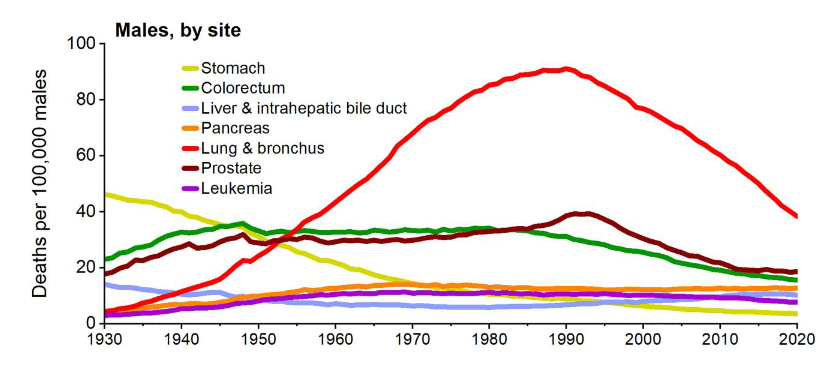 Males, by site
100
80
60
40
20
0
Deaths per 100,000 males
Stomach
Colorectum
Liver & intrahepatic bile duct
Pancreas
Lung & bronchus
Prostate
Leukemia
1930 1940 1950 1960 1970 1980 1990 2000 2010 2020